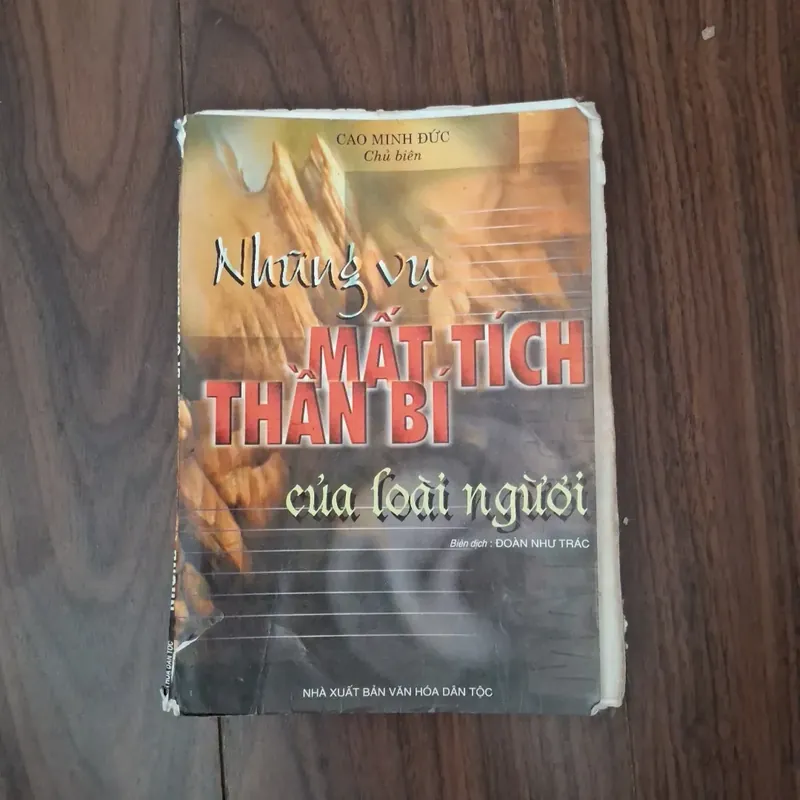 CAO MINH ĐỨC
Chủ biên
Những vụ
MẤT TÍCH
THẦN BÍ
của loài người
Biên dịch : ĐOÀN NHƯ TRÁC
NHÀ XUẤT BẢN VĂN HÓA DÂN TỘC
NHỮNG